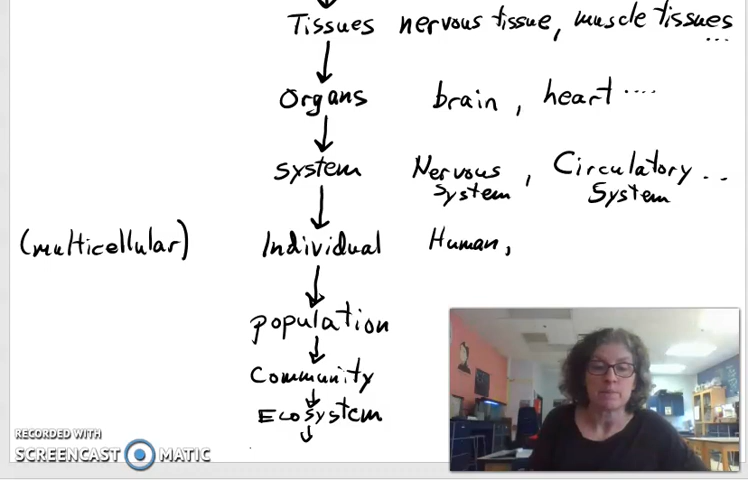 Tissues nervous tissue, muscle tissues ...
Organs brain, heart ....
System Nervous System, Circulatory System ...
(multicellular) Individual Human,
population
Community
Ecosystem
RECORDED WITH
SCREENCAST MATIC